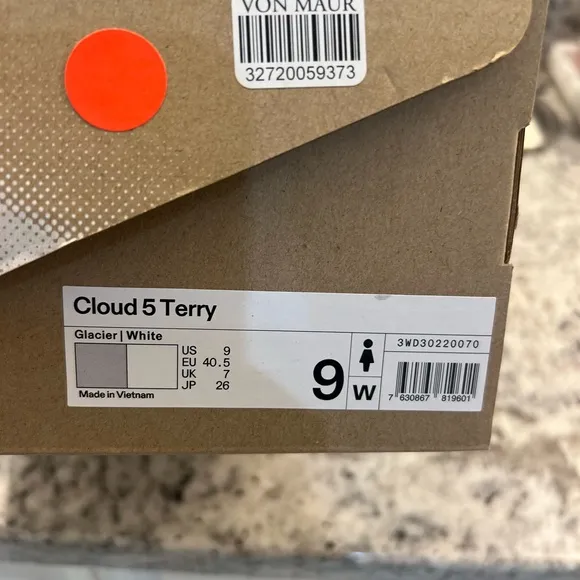 VON MAUR
32720059373
Cloud 5 Terry
Glacier | White
US 9
EU 40.5
UK 7
JP 26
Made in Vietnam
9
W
3WD30220070
7 630867 819601